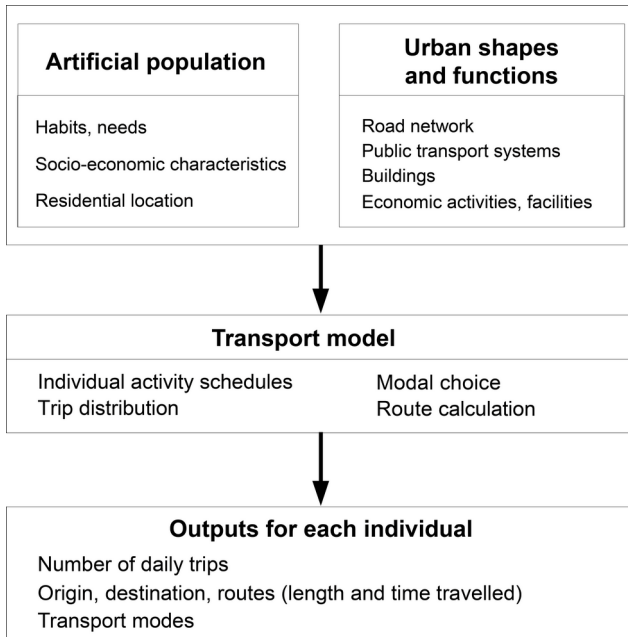 Artificial population
Habits, needs
Socio-economic characteristics
Residential location
Urban shapes
and functions
Road network
Public transport systems
Buildings
Economic activities, facilities
Transport model
Individual activity schedules
Trip distribution
Modal choice
Route calculation
Outputs for each individual
Number of daily trips
Origin, destination, routes (length and time travelled)
Transport modes